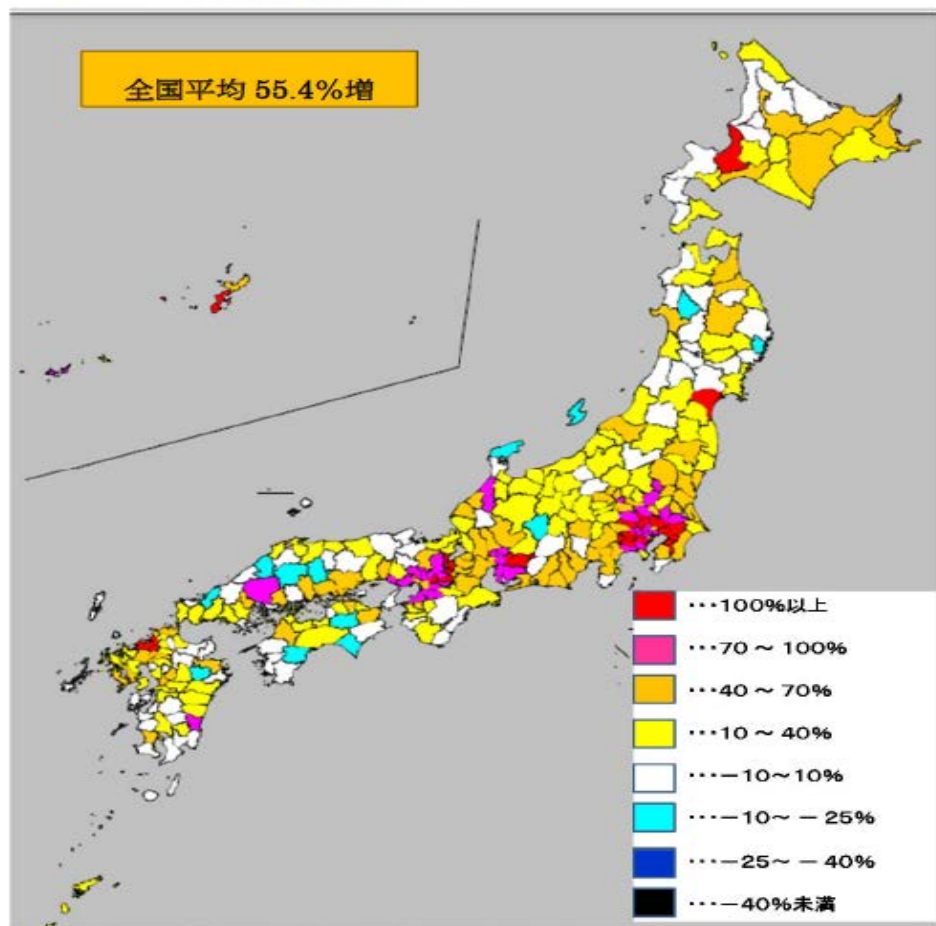 全国平均 55.4%増
…100%以上
…70 ~ 100%
…40 ~ 70%
…10 ~ 40%
…-10~10%
…-10~ - 25%
…-25~ - 40%
…-40%未満